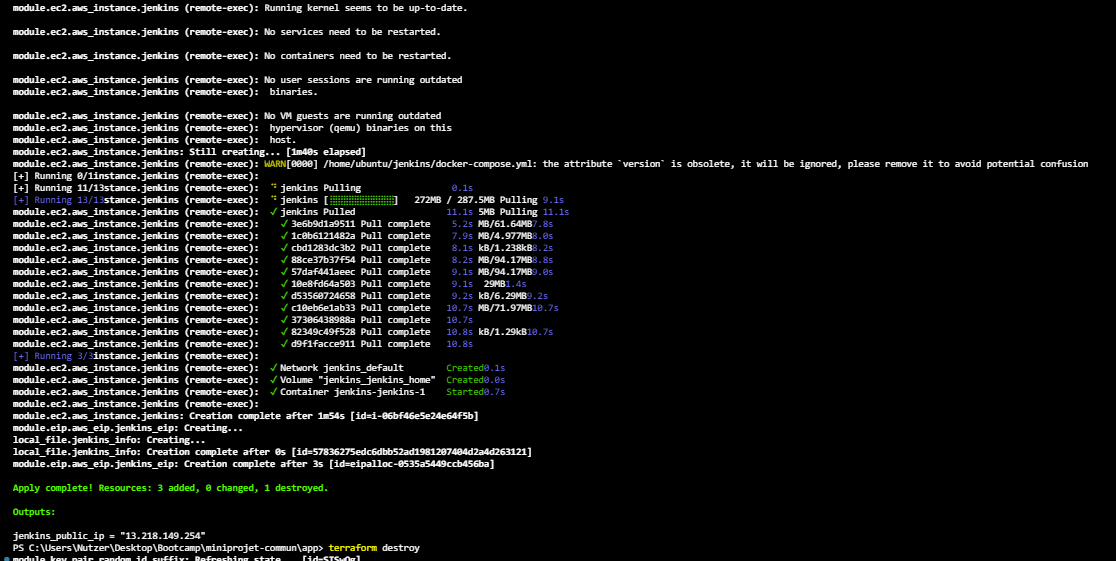 module.ec2.aws_instance.jenkins (remote-exec): Running kernel seems to be up-to-date.
module.ec2.aws_instance.jenkins (remote-exec): No services need to be restarted.
module.ec2.aws_instance.jenkins (remote-exec): No containers need to be restarted.
module.ec2.aws_instance.jenkins (remote-exec): No user sessions are running outdated
module.ec2.aws_instance.jenkins (remote-exec):  binaries.
module.ec2.aws_instance.jenkins (remote-exec): No VM guests are running outdated
module.ec2.aws_instance.jenkins (remote-exec):  hypervisor (qemu) binaries on this
module.ec2.aws_instance.jenkins (remote-exec):  host.
module.ec2.aws_instance.jenkins: Still creating... [1m40s elapsed]
module.ec2.aws_instance.jenkins (remote-exec): WARN[0000] /home/ubuntu/jenkins/docker-compose.yml: the attribute `version` is obsolete, it will be ignored, please remove it to avoid potential confusion
[+] Running 0/1instance.jenkins (remote-exec):
[+] Running 11/13stance.jenkins (remote-exec):  ⠋ jenkins Pulling 0.1s
[+] Running 13/13stance.jenkins (remote-exec):  ⠋ jenkins [⣿⣿⣿⣿⣿⣿⣿⣿⣿⣿⣿] 272MB / 287.5MB Pulling 9.1s
module.ec2.aws_instance.jenkins (remote-exec):  ✓ jenkins Pulled 11.1s 5MB Pulling 11.1s
module.ec2.aws_instance.jenkins (remote-exec):    ✓ 3e6b9d1a9511 Pull complete 5.2s MB/61.64MB7.8s
module.ec2.aws_instance.jenkins (remote-exec):    ✓ 1c0b6121482a Pull complete 7.9s MB/4.977MB8.0s
module.ec2.aws_instance.jenkins (remote-exec):    ✓ cbd1283dc3b2 Pull complete 8.1s kB/1.238kB8.2s
module.ec2.aws_instance.jenkins (remote-exec):    ✓ 88ce37b37f54 Pull complete 8.2s MB/94.17MB8.8s
module.ec2.aws_instance.jenkins (remote-exec):    ✓ 57daf441aeec Pull complete 9.1s MB/94.17MB9.0s
module.ec2.aws_instance.jenkins (remote-exec):    ✓ 10e8fd64a503 Pull complete 9.1s  29MB1.4s
module.ec2.aws_instance.jenkins (remote-exec):    ✓ d53560724658 Pull complete 9.2s kB/6.29MB9.2s
module.ec2.aws_instance.jenkins (remote-exec):    ✓ c10eb6e1ab33 Pull complete 10.7s MB/71.97MB10.7s
module.ec2.aws_instance.jenkins (remote-exec):    ✓ 37306438988a Pull complete 10.7s
module.ec2.aws_instance.jenkins (remote-exec):    ✓ 82349c49f528 Pull complete 10.8s kB/1.29kB10.7s
module.ec2.aws_instance.jenkins (remote-exec):    ✓ d9f1facce911 Pull complete 10.8s
[+] Running 3/3instance.jenkins (remote-exec):
module.ec2.aws_instance.jenkins (remote-exec):  ✓ Network jenkins_default Created0.1s
module.ec2.aws_instance.jenkins (remote-exec):  ✓ Volume "jenkins_jenkins_home" Created0.0s
module.ec2.aws_instance.jenkins (remote-exec):  ✓ Container jenkins-jenkins-1 Started0.7s
module.ec2.aws_instance.jenkins (remote-exec):
module.ec2.aws_instance.jenkins: Creation complete after 1m54s [id=i-06bf46e5e24e64f5b]
module.eip.aws_eip.jenkins_eip: Creating...
local_file.jenkins_info: Creating...
local_file.jenkins_info: Creation complete after 0s [id=57836275edc6dbb52ad1981207404d2a4d263121]
module.eip.aws_eip.jenkins_eip: Creation complete after 3s [id=eipalloc-0535a5449ccb456ba]
Apply complete! Resources: 3 added, 0 changed, 1 destroyed.
Outputs:
jenkins_public_ip = "13.218.149.254"
PS C:\Users\Nutzer\Desktop\Bootcamp\miniprojet-commun\app> terraform destroy
module.key_pair.random_id.suffix: Refreshing state... [id=STSwQg]